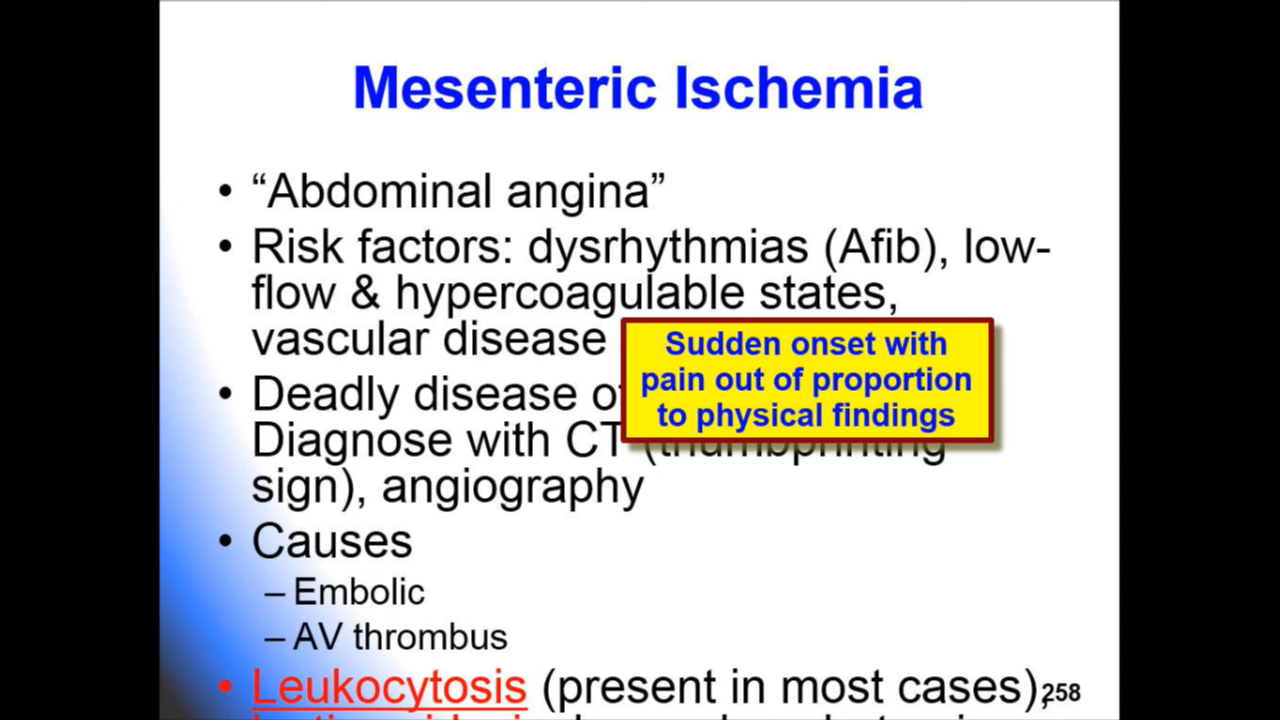 Mesenteric Ischemia
• “Abdominal angina”
• Risk factors: dysrhythmias (Afib), low-
flow & hypercoagulable states,
vascular disease
Sudden onset with
pain out of proportion
to physical findings
• Deadly disease
Diagnose with CT (thumbprinting
sign), angiography
• Causes
– Embolic
– AV thrombus
• Leukocytosis (present in most cases),
258